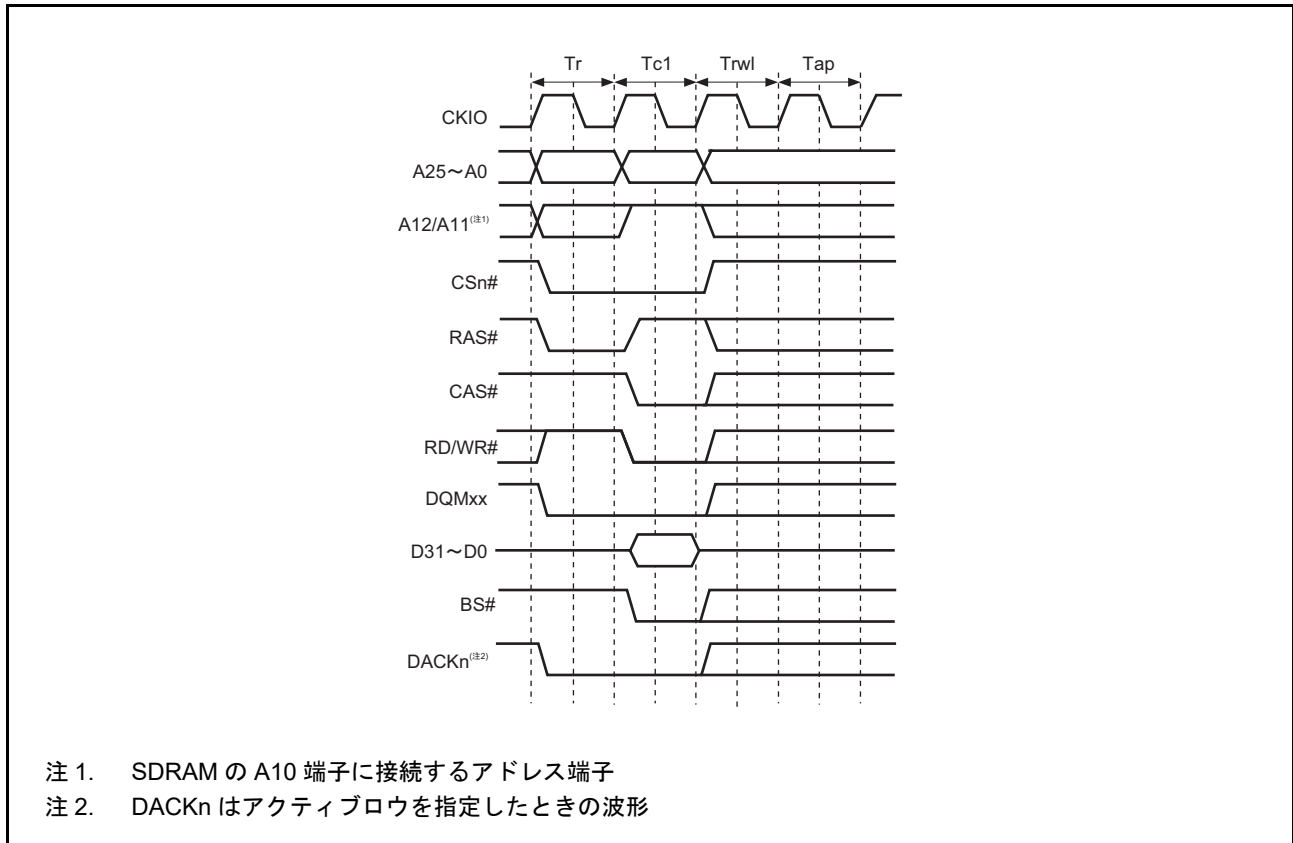 Tr Tc1 Trwl Tap
CKIO
A25～A0
A12/A11(注1)
CSn#
RAS#
CAS#
RD/WR#
DQMxx
D31～D0
BS#
DACKn(注2)
注 1. SDRAM の A10 端子に接続するアドレス端子
注 2. DACKn はアクティブロウを指定したときの波形